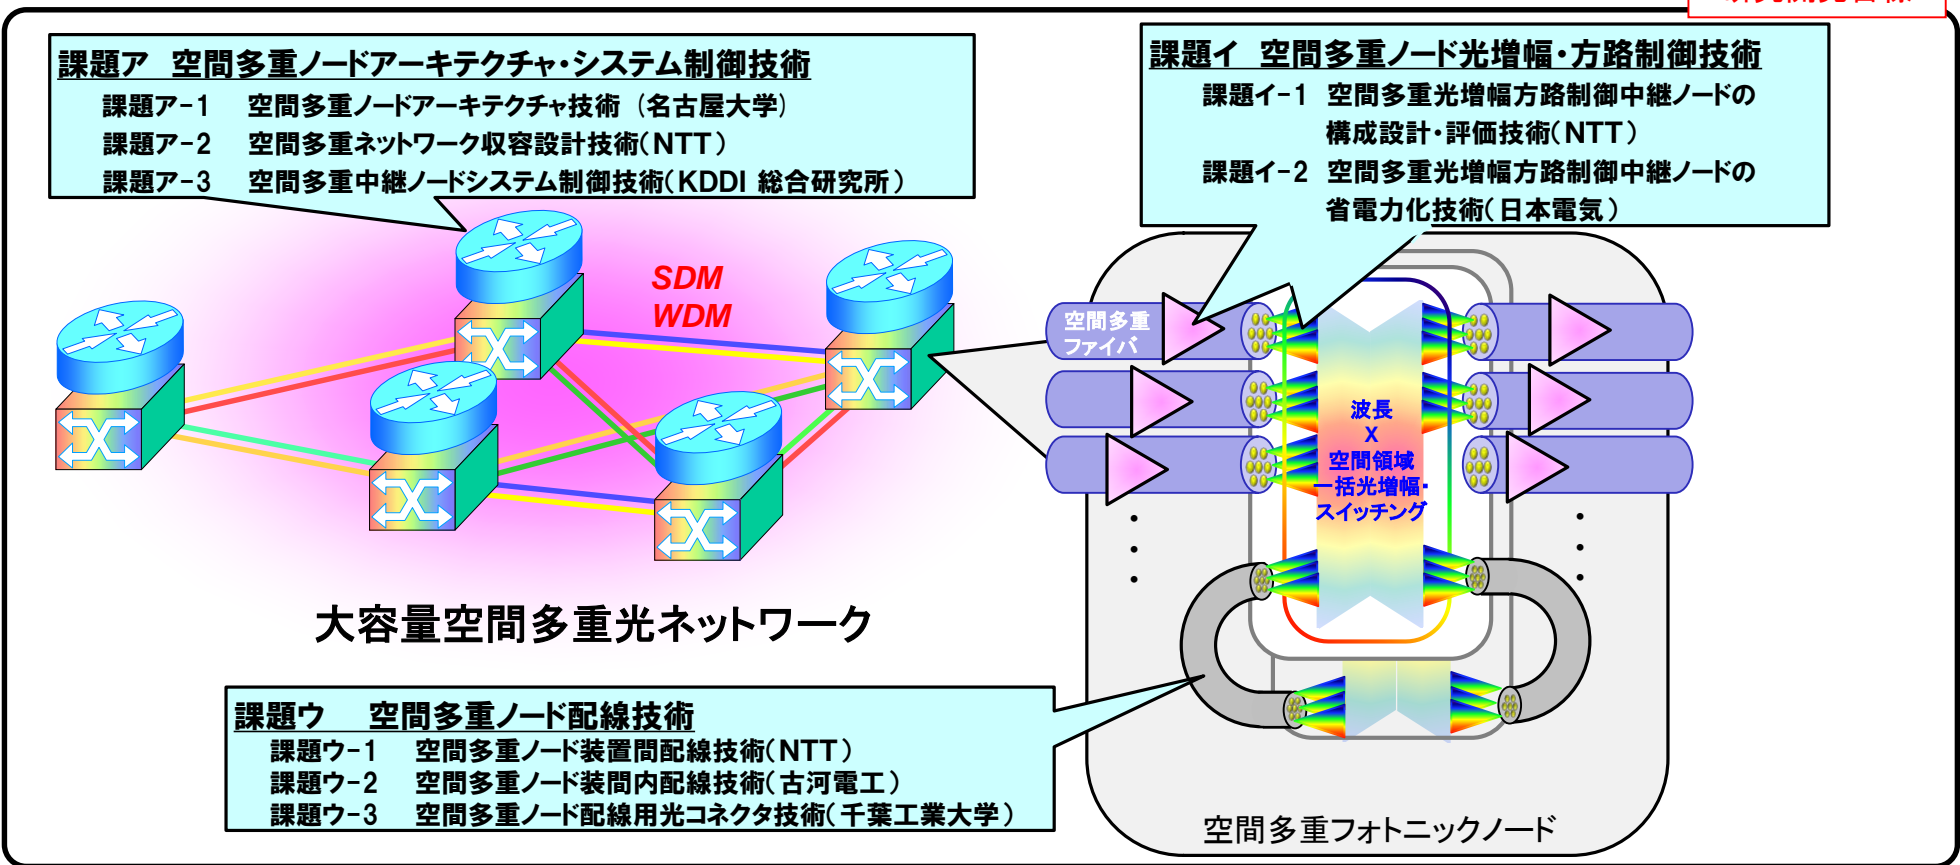 課題ア 空間多重ノードアーキテクチャ・システム制御技術
課題ア-1 空間多重ノードアーキテクチャ技術 (名古屋大学)
課題ア-2 空間多重ネットワーク収容設計技術(NTT)
課題ア-3 空間多重中継ノードシステム制御技術(KDDI 総合研究所)
課題イ 空間多重ノード光増幅・方路制御技術
課題イ-1 空間多重光増幅方路制御中継ノードの
構成設計・評価技術(NTT)
課題イ-2 空間多重光増幅方路制御中継ノードの
省電力化技術(日本電気)
SDM
WDM
空間多重
ファイバ
波長
X
空間領域
一括光増幅・
スイッチング
大容量空間多重光ネットワーク
課題ウ 空間多重ノード配線技術
課題ウ-1 空間多重ノード装置間配線技術(NTT)
課題ウ-2 空間多重ノード装間内配線技術(古河電工)
課題ウ-3 空間多重ノード配線用光コネクタ技術(千葉工業大学)
空間多重フォトニックノード